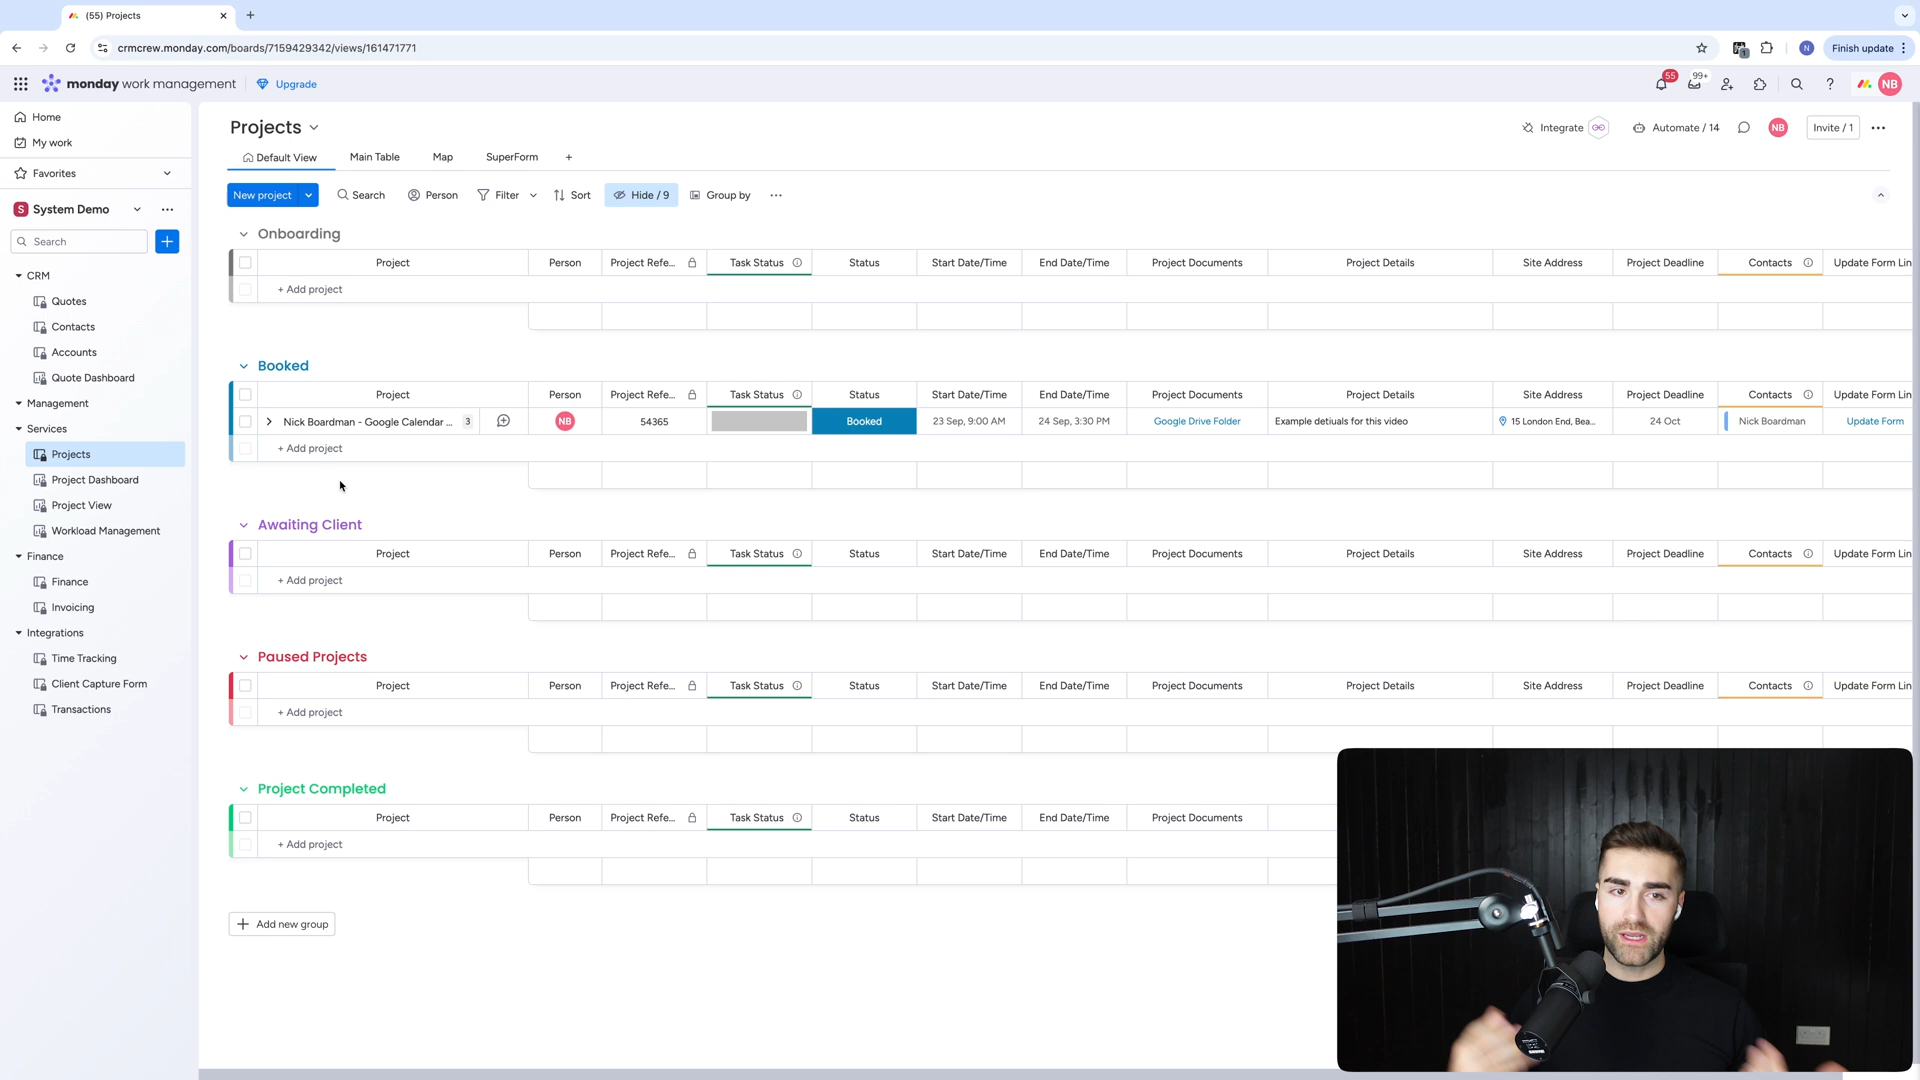 (55) Projects
crmcrew.monday.com/boards/7159429342/views/161471771
N
Finish update
monday work management
Upgrade
55
99+
NB
Home
My work
Favorites
System Demo
Search
CRM
Quotes
Contacts
Accounts
Quote Dashboard
Management
Services
Projects
Project Dashboard
Project View
Workload Management
Finance
Finance
Invoicing
Integrations
Time Tracking
Client Capture Form
Transactions
Projects
Integrate
Automate / 14
NB
Invite / 1
Default View Main Table Map SuperForm +
New project Search Person Filter Sort Hide / 9 Group by
Onboarding
Project Person Project Refe... Task Status Status Start Date/Time End Date/Time Project Documents Project Details Site Address Project Deadline Contacts Update Form Lin
+ Add project
Booked
Project Person Project Refe... Task Status Status Start Date/Time End Date/Time Project Documents Project Details Site Address Project Deadline Contacts Update Form Lin
Nick Boardman - Google Calendar ... 3 NB 54365 Booked 23 Sep, 9:00 AM 24 Sep, 3:30 PM Google Drive Folder Example detiuals for this video 15 London End, Bea... 24 Oct Nick Boardman Update Form
+ Add project
Awaiting Client
Project Person Project Refe... Task Status Status Start Date/Time End Date/Time Project Documents Project Details Site Address Project Deadline Contacts Update Form Lin
+ Add project
Paused Projects
Project Person Project Refe... Task Status Status Start Date/Time End Date/Time Project Documents Project Details Site Address Project Deadline Contacts Update Form Lin
+ Add project
Project Completed
Project Person Project Refe... Task Status Status Start Date/Time End Date/Time Project Documents
+ Add project
+ Add new group